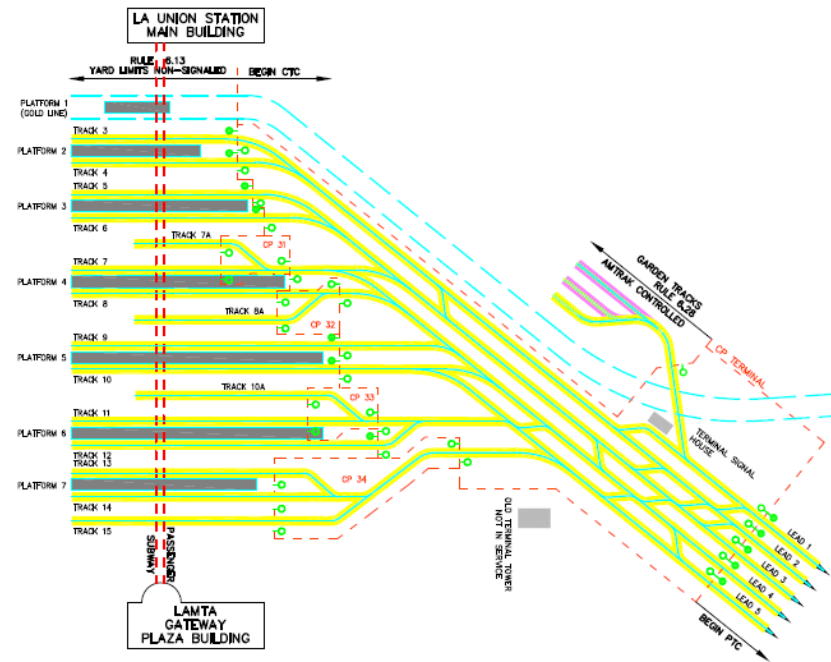 LA UNION STATION
MAIN BUILDING
RULE 6.13
YARD LIMITS NON-SIGNALED
BEGIN CTC
PLATFORM 1
(GOLD LINE)
TRACK 3
PLATFORM 2
TRACK 4
TRACK 5
PLATFORM 3
TRACK 6
TRACK 7A
CP 31
TRACK 7
PLATFORM 4
TRACK 8
TRACK 8A
CP 32
TRACK 9
PLATFORM 5
TRACK 10
TRACK 10A
CP 33
TRACK 11
PLATFORM 6
TRACK 12
TRACK 13
CP 34
PLATFORM 7
TRACK 14
TRACK 15
GARDEN TRACKS
RULE 6.28
AMTRAK CONTROLLED
CP TERMINAL
TERMINAL SIGNAL
HOUSE
OLD TERMINAL TOWER
NOT IN SERVICE
LEAD 1
LEAD 2
LEAD 3
LEAD 4
LEAD 5
BEGIN PTC
PASSENGER
SUBWAY
LAMTA
GATEWAY
PLAZA BUILDING